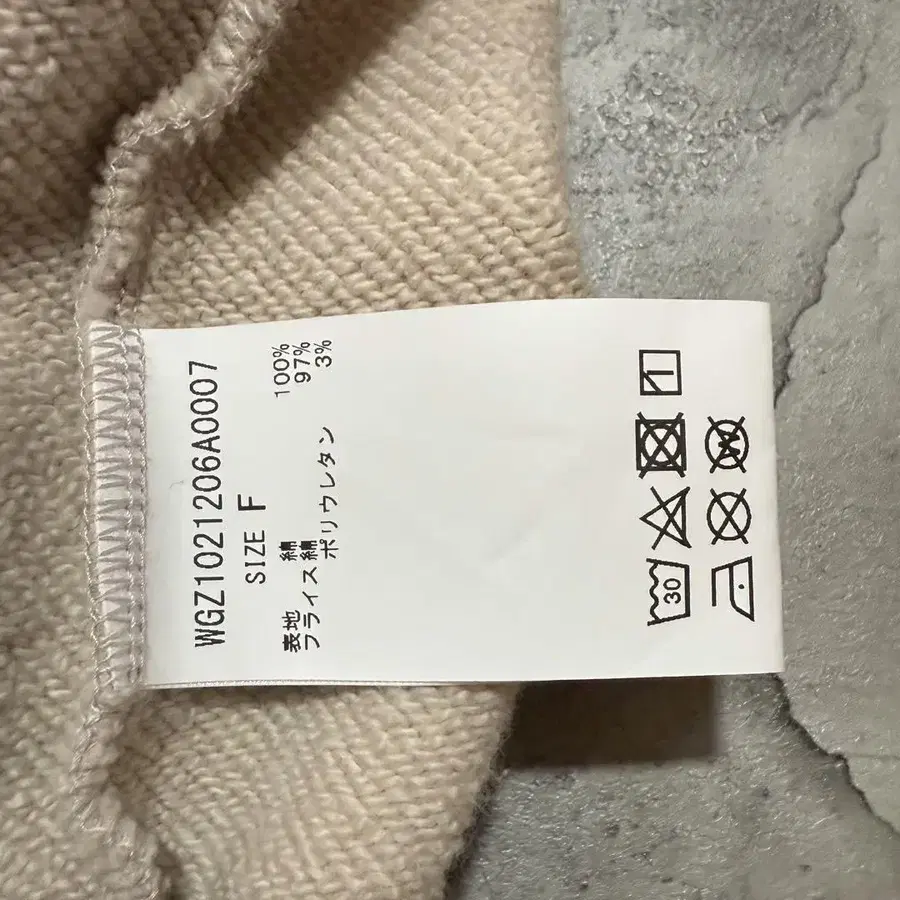 WGZ1021206A0007
SIZE F
表地 綿 100%
フライス 綿 97%
ポリウレタン 3%
30
W